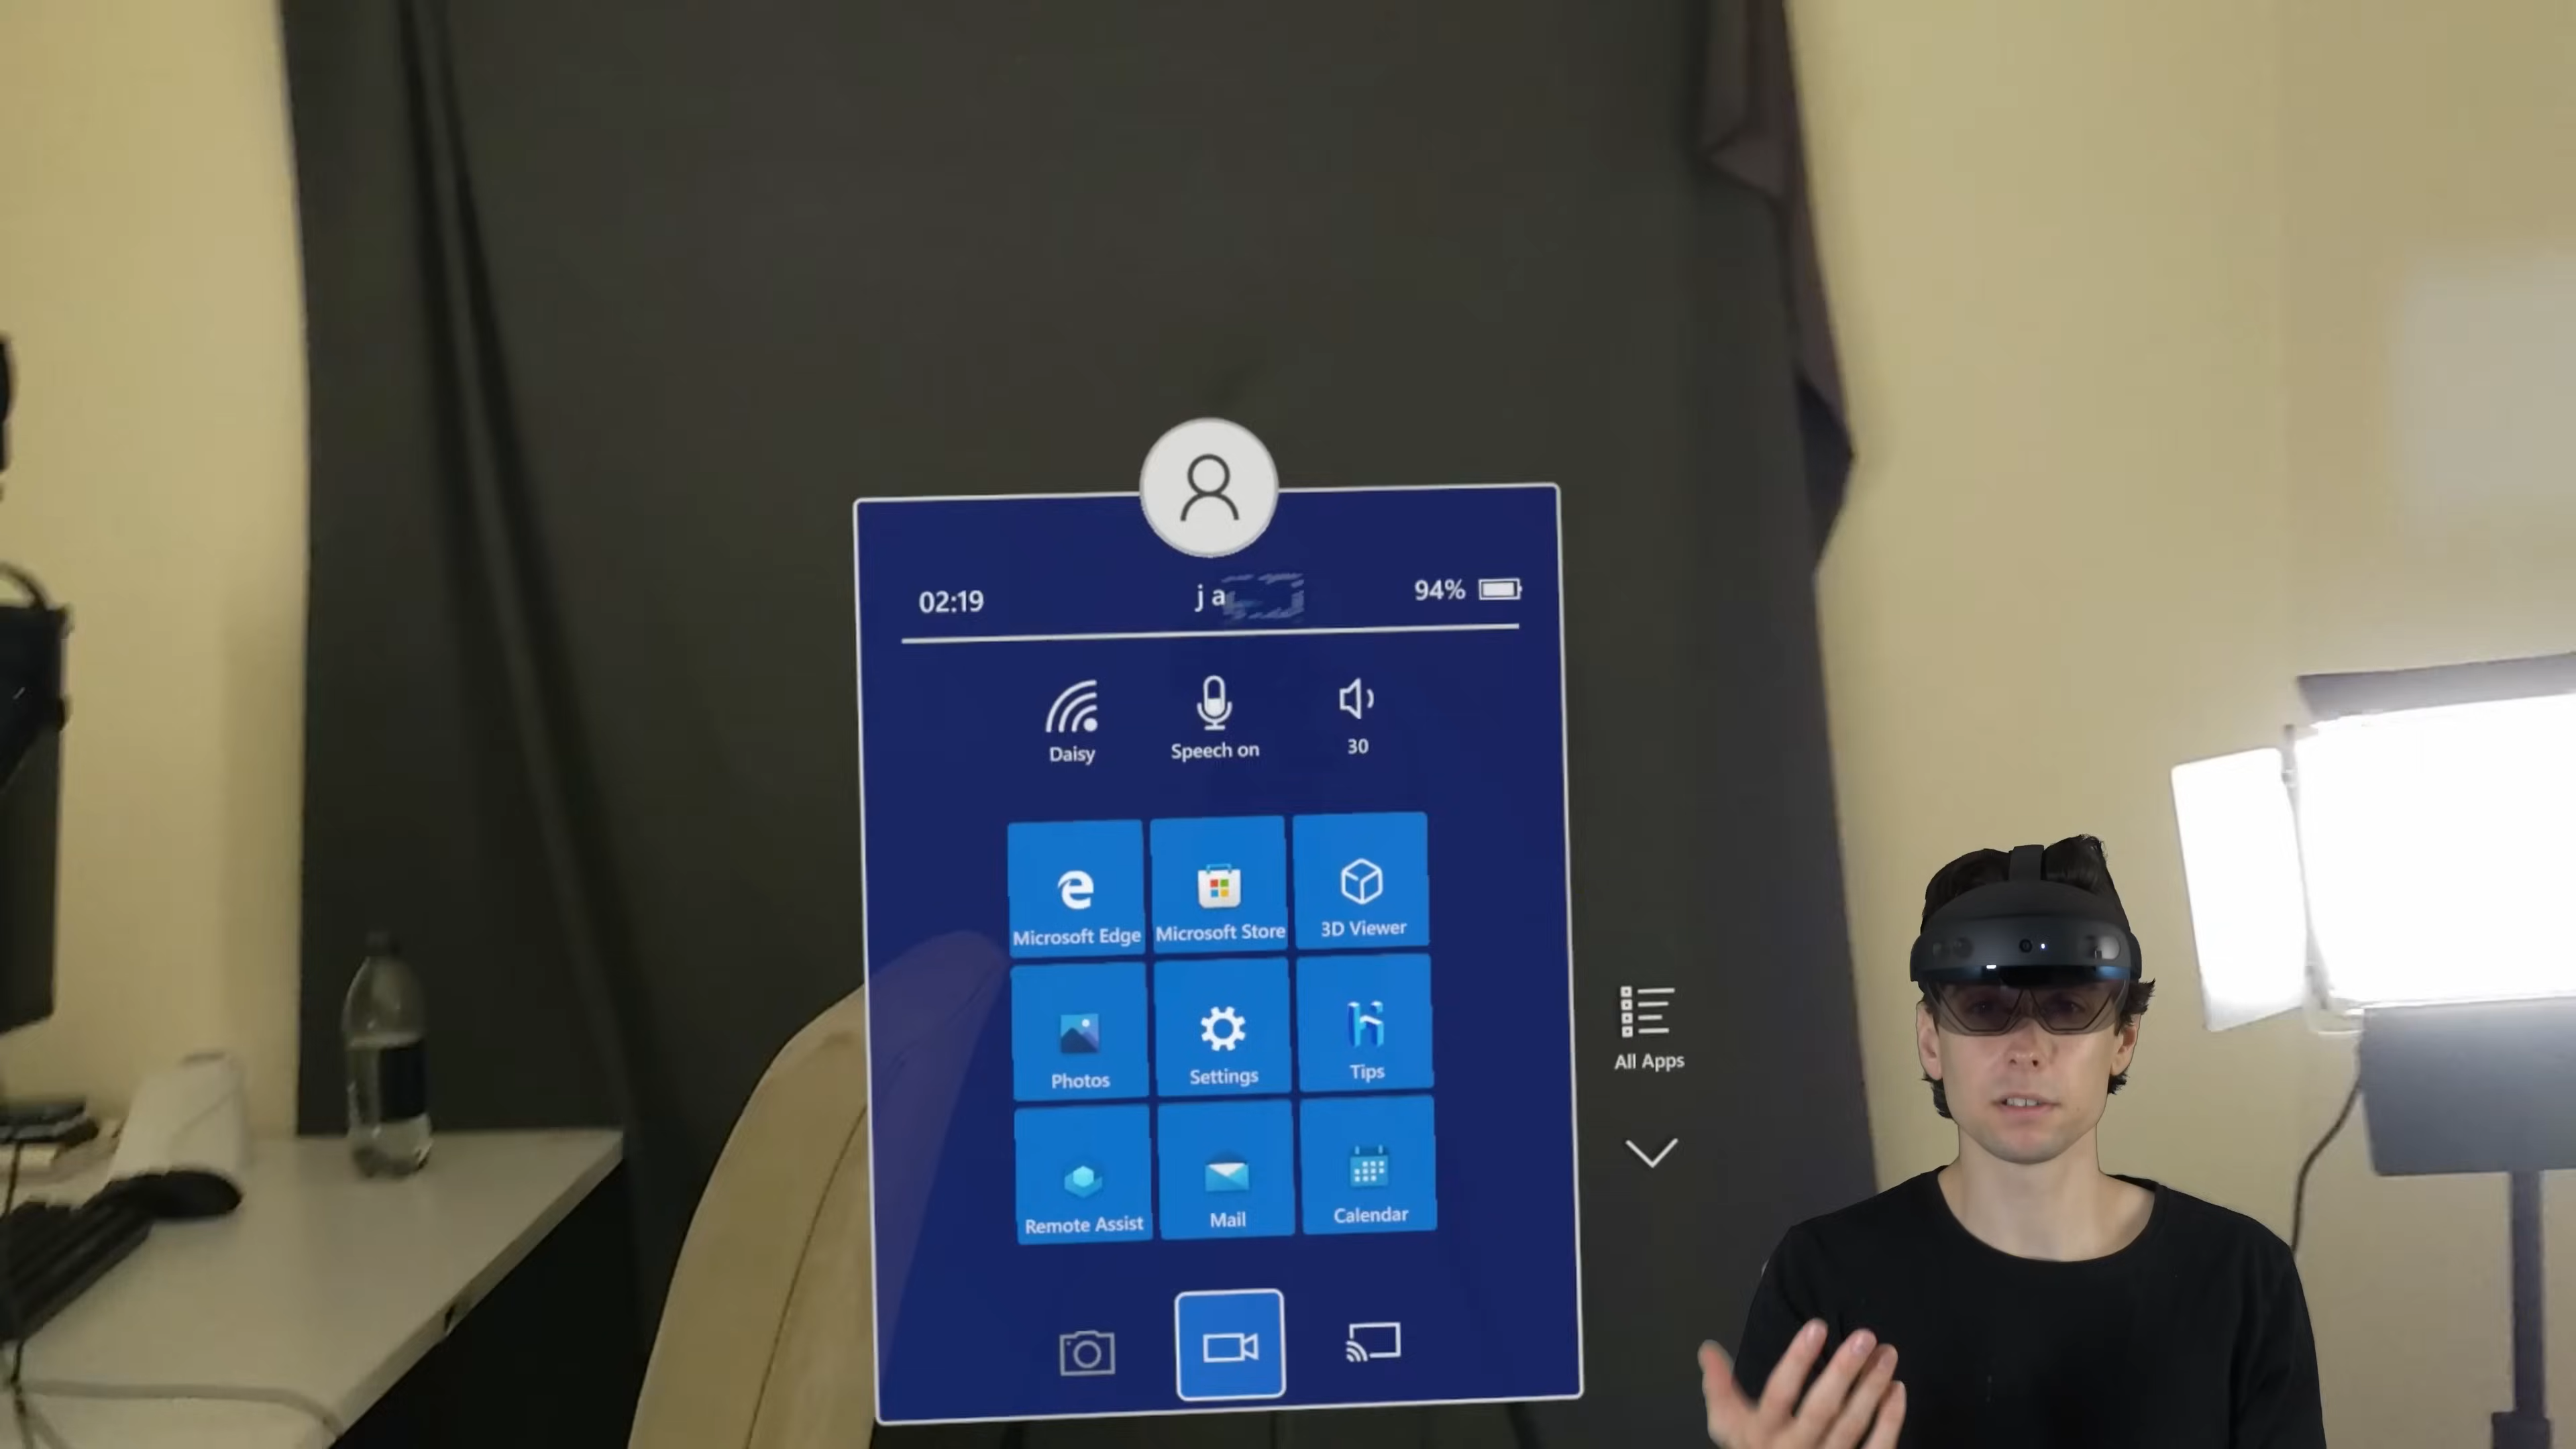 02:19
j a
94%
Daisy
Speech on
30
Microsoft Edge
Microsoft Store
3D Viewer
Photos
Settings
Tips
Remote Assist
Mail
Calendar
All Apps